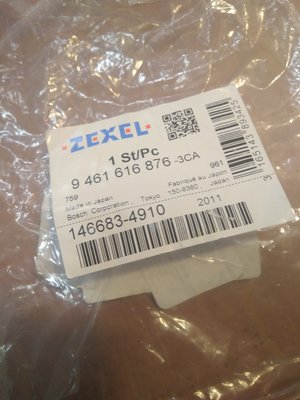 ZEXEL
1 St/Pc
9 461 616 876 -3CA
789 961
Made in Japan Fabriqué au Japon
Bosch Corporation Tokyo 150-8360 Japan
146683-4910 2011